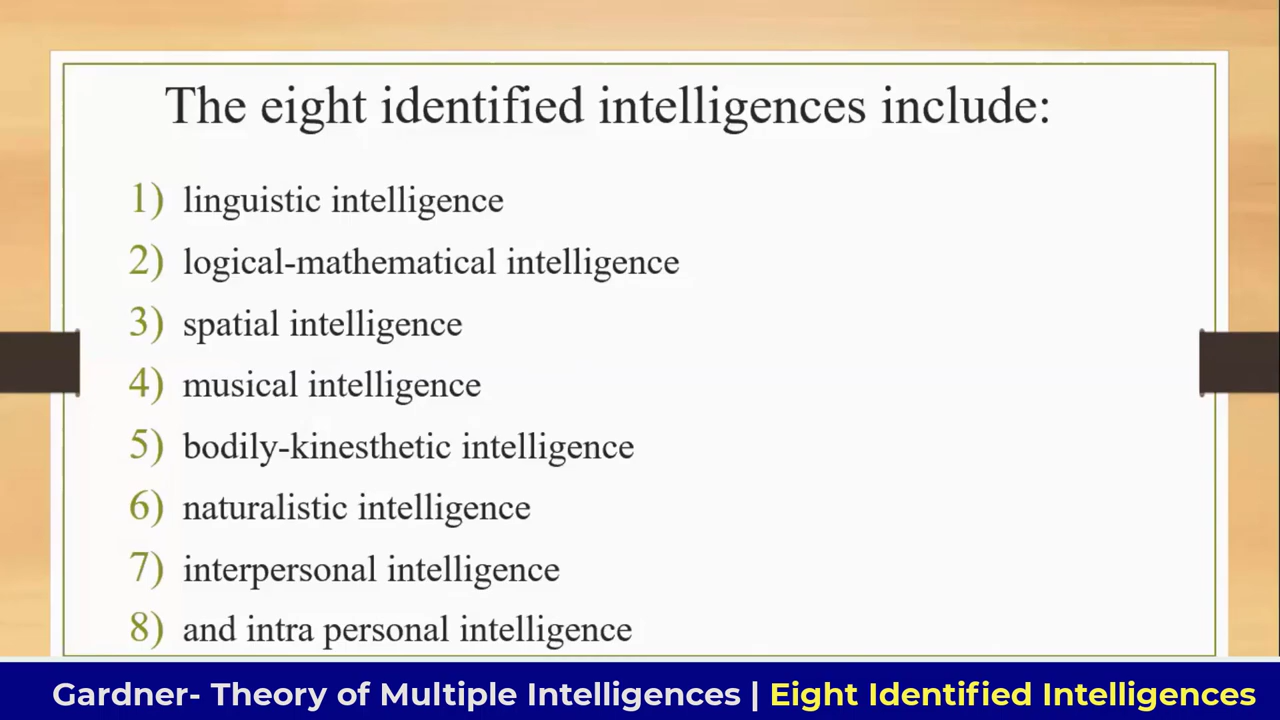 The eight identified intelligences include:
1) linguistic intelligence
2) logical-mathematical intelligence
3) spatial intelligence
4) musical intelligence
5) bodily-kinesthetic intelligence
6) naturalistic intelligence
7) interpersonal intelligence
8) and intra personal intelligence
Gardner- Theory of Multiple Intelligences | Eight Identified Intelligences